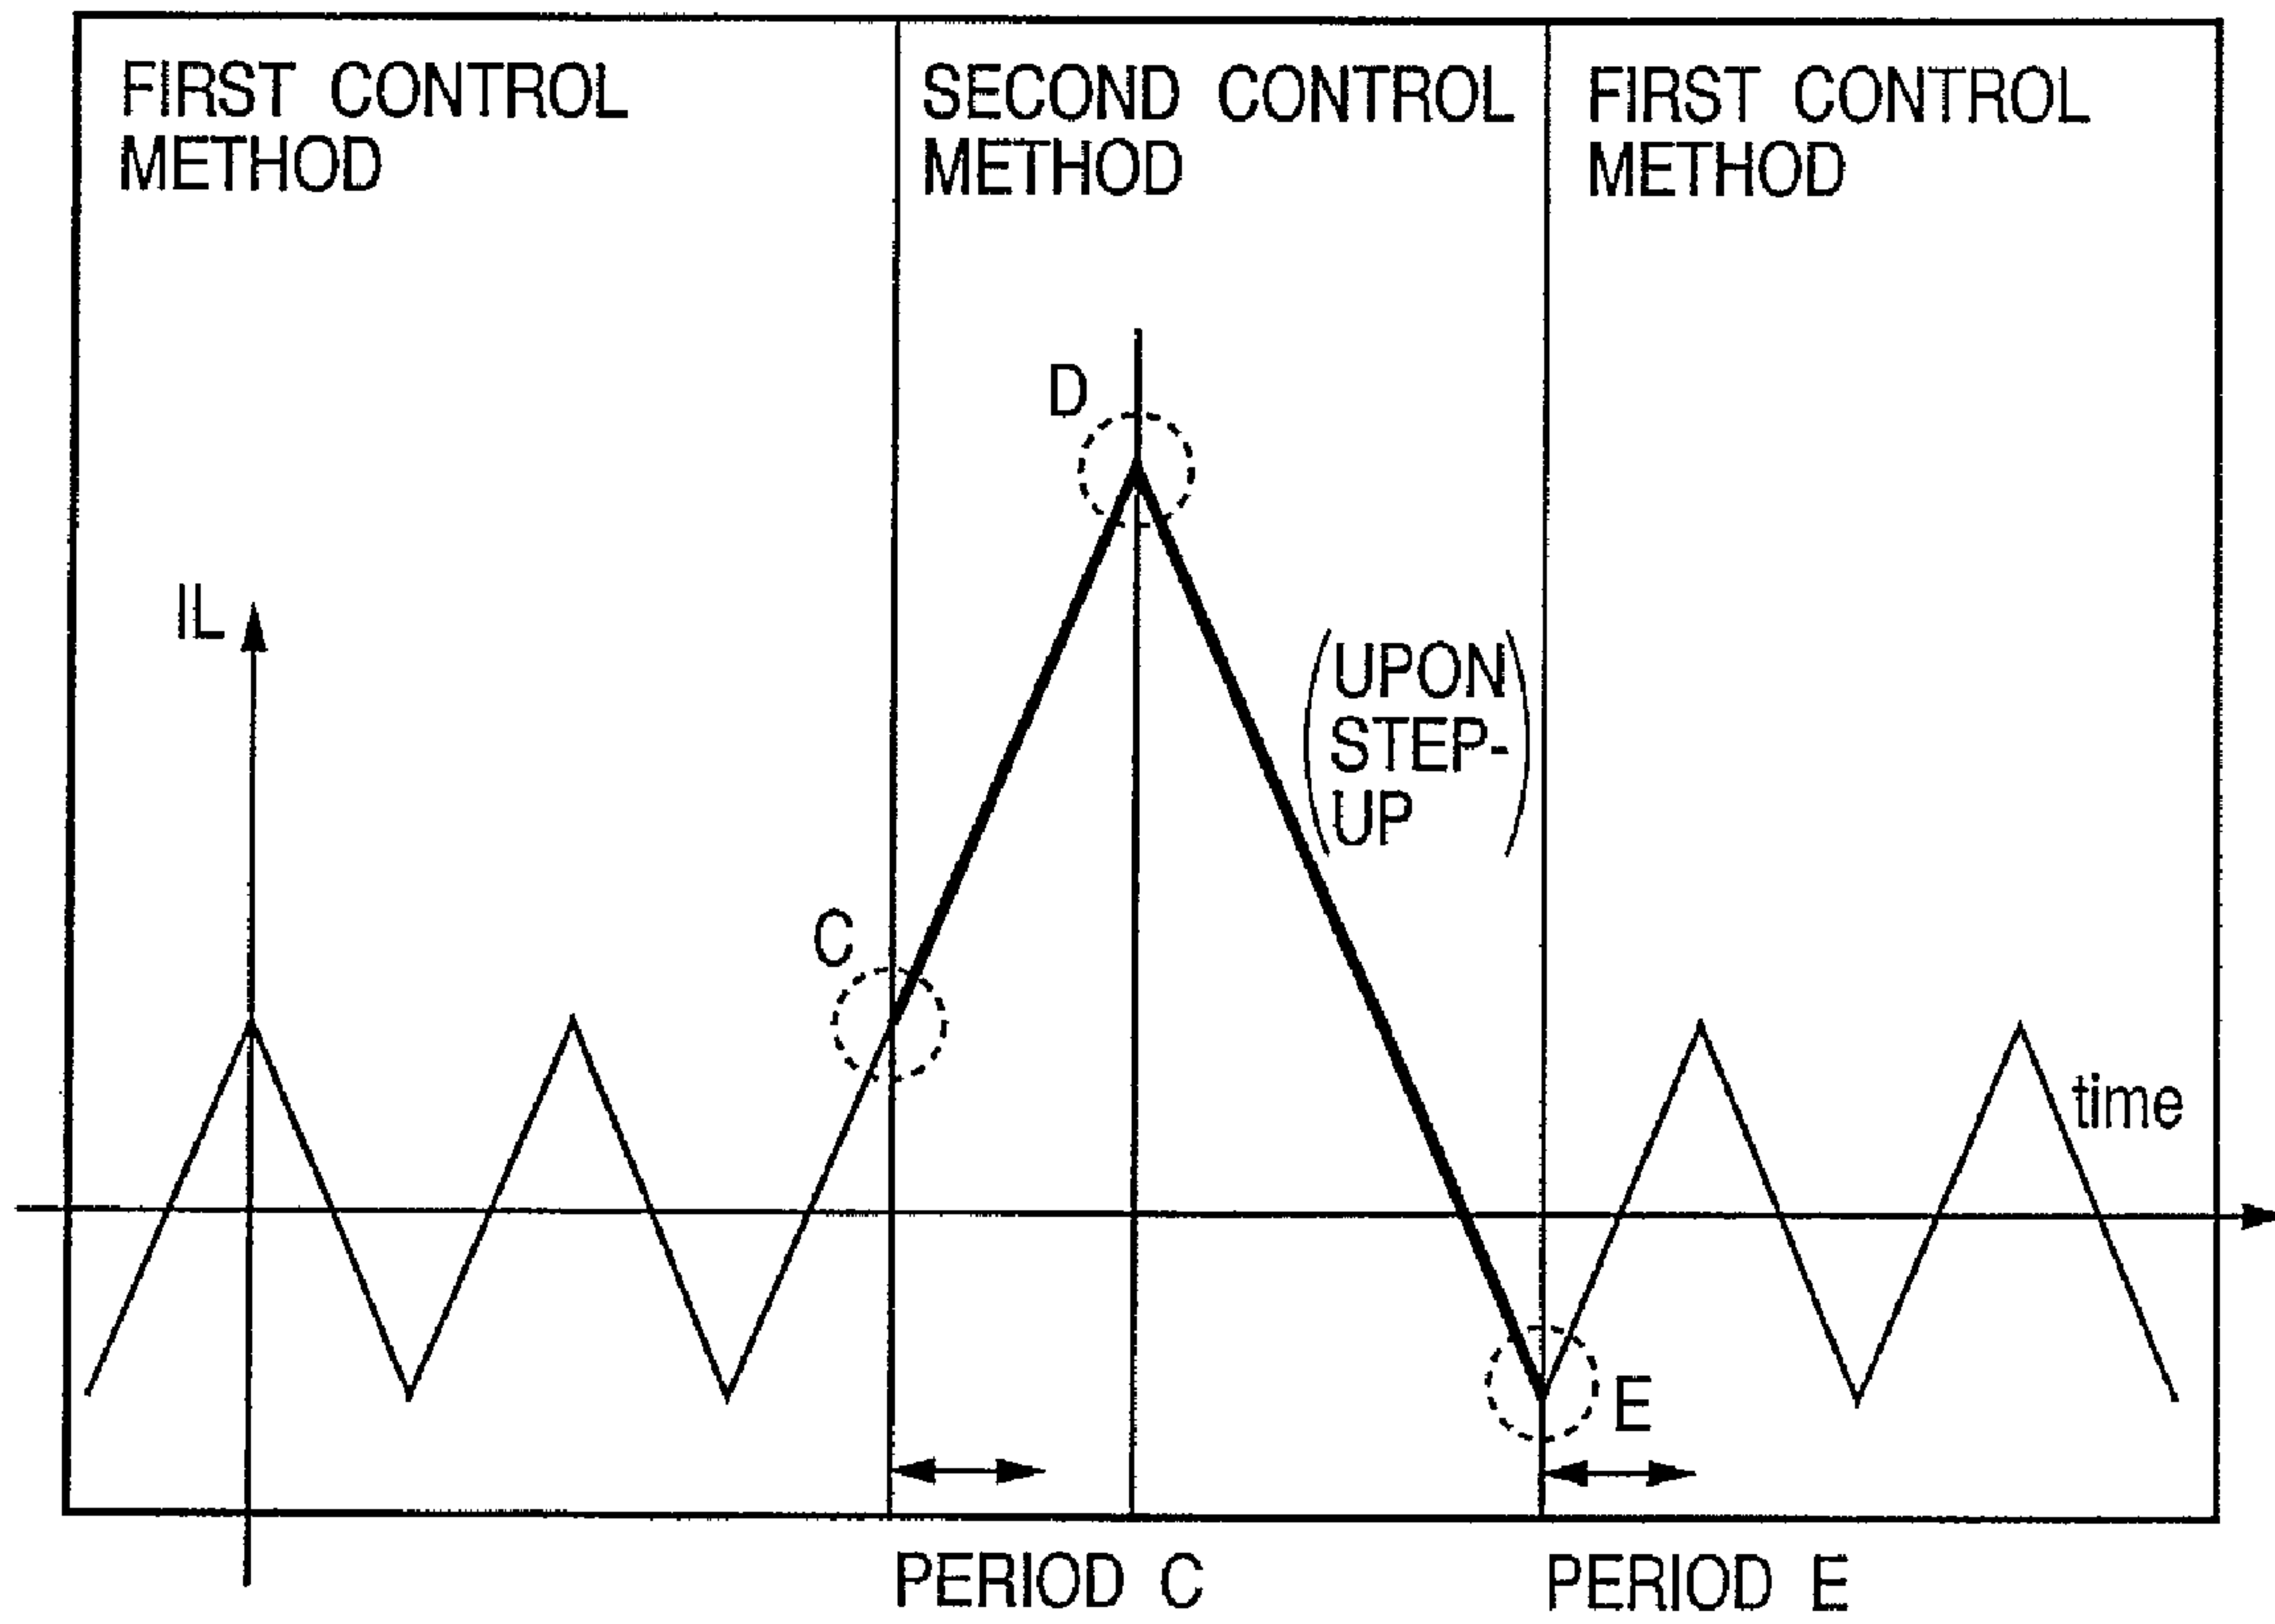 FIRST CONTROL
METHOD
SECOND CONTROL
METHOD
FIRST CONTROL
METHOD
D
IL
UPON
STEP-
UP
C
time
E
PERIOD C
PERIOD E